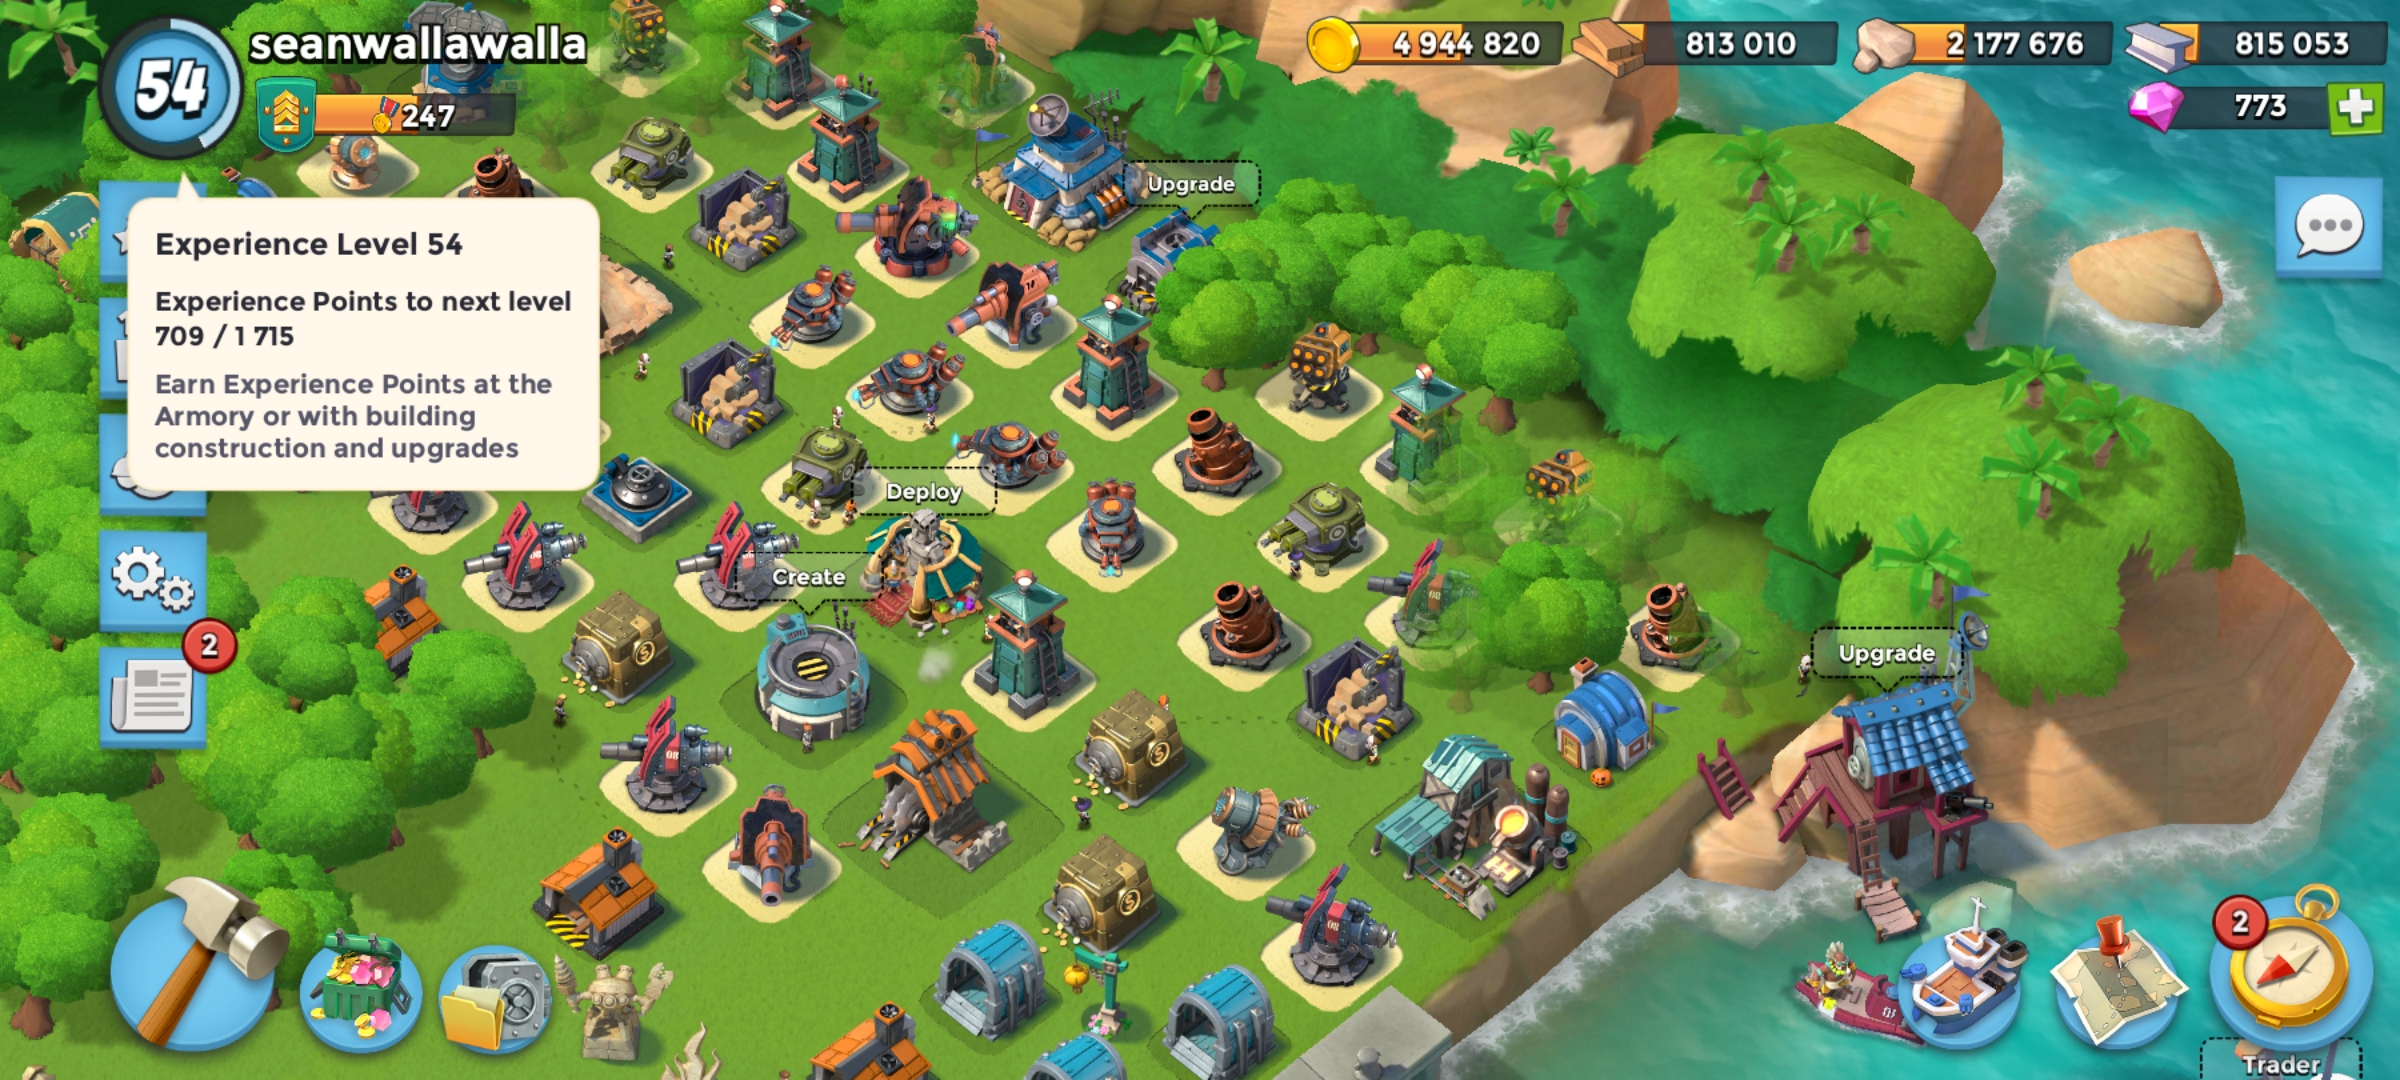 54
seanwallawalla
247
4 944 820
813 010
2 177 676
815 053
773
Upgrade
Experience Level 54
Experience Points to next level
709 / 1 715
Earn Experience Points at the
Armory or with building
construction and upgrades
Deploy
Create
2
Upgrade
2
Trader